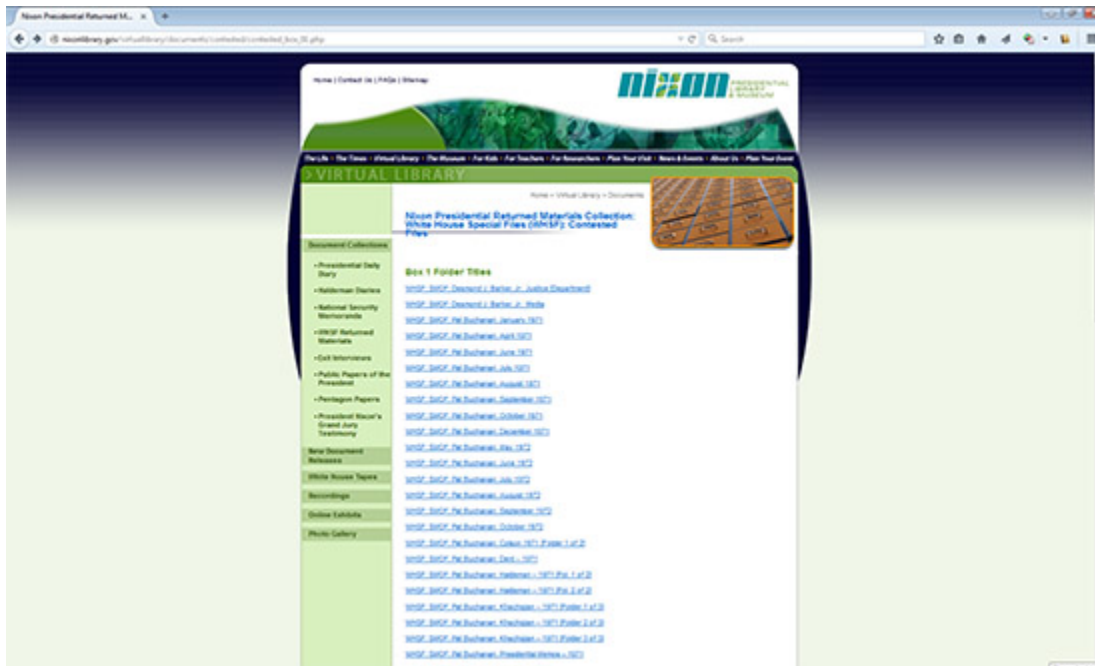 Nixon Presidential Returned M...
nixonlibrary.gov/virtuallibrary/documents/contested/contested_box_01.php
Search
Home | Contact Us | FAQs | Sitemap
nixon PRESIDENTIAL
LIBRARY
& MUSEUM
The Life • The Times • Virtual Library • The Museum • For Kids • For Teachers • For Researchers • Plan Your Visit • News & Events • About Us • Plan Your Event
VIRTUAL LIBRARY
Home > Virtual Library > Documents
Nixon Presidential Returned Materials Collection:
White House Special Files (WHSF): Contested
Files
Document Collections
• Presidential Daily
Diary
• Haldeman Diaries
• National Security
Memoranda
• WHSF Returned
Materials
• Exit Interviews
• Public Papers of the
President
• Pentagon Papers
• President Nixon's
Grand Jury
Testimony
New Document
Releases
White House Tapes
Recordings
Online Exhibits
Photo Gallery
Box 1 Folder Titles
WHSF: SMOF: Desmond J. Barker, Jr.: Justice [Department]
WHSF: SMOF: Desmond J. Barker, Jr.: Media
WHSF: SMOF: Pat Buchanan: January 1971
WHSF: SMOF: Pat Buchanan: April 1971
WHSF: SMOF: Pat Buchanan: June 1971
WHSF: SMOF: Pat Buchanan: July 1971
WHSF: SMOF: Pat Buchanan: August 1971
WHSF: SMOF: Pat Buchanan: September 1971
WHSF: SMOF: Pat Buchanan: October 1971
WHSF: SMOF: Pat Buchanan: December 1971
WHSF: SMOF: Pat Buchanan: May 1972
WHSF: SMOF: Pat Buchanan: June 1972
WHSF: SMOF: Pat Buchanan: July 1972
WHSF: SMOF: Pat Buchanan: August 1972
WHSF: SMOF: Pat Buchanan: September 1972
WHSF: SMOF: Pat Buchanan: October 1972
WHSF: SMOF: Pat Buchanan: Colson 1971 [Folder 1 of 2]
WHSF: SMOF: Pat Buchanan: Dent – 1971
WHSF: SMOF: Pat Buchanan: Haldeman – 1971 [Fol. 1 of 2]
WHSF: SMOF: Pat Buchanan: Haldeman – 1971 [Fol. 2 of 2]
WHSF: SMOF: Pat Buchanan: Khachigian – 1971 [Folder 1 of 3]
WHSF: SMOF: Pat Buchanan: Khachigian – 1971 [Folder 2 of 3]
WHSF: SMOF: Pat Buchanan: Khachigian – 1971 [Folder 3 of 3]
WHSF: SMOF: Pat Buchanan: Presidential Memos – 1971